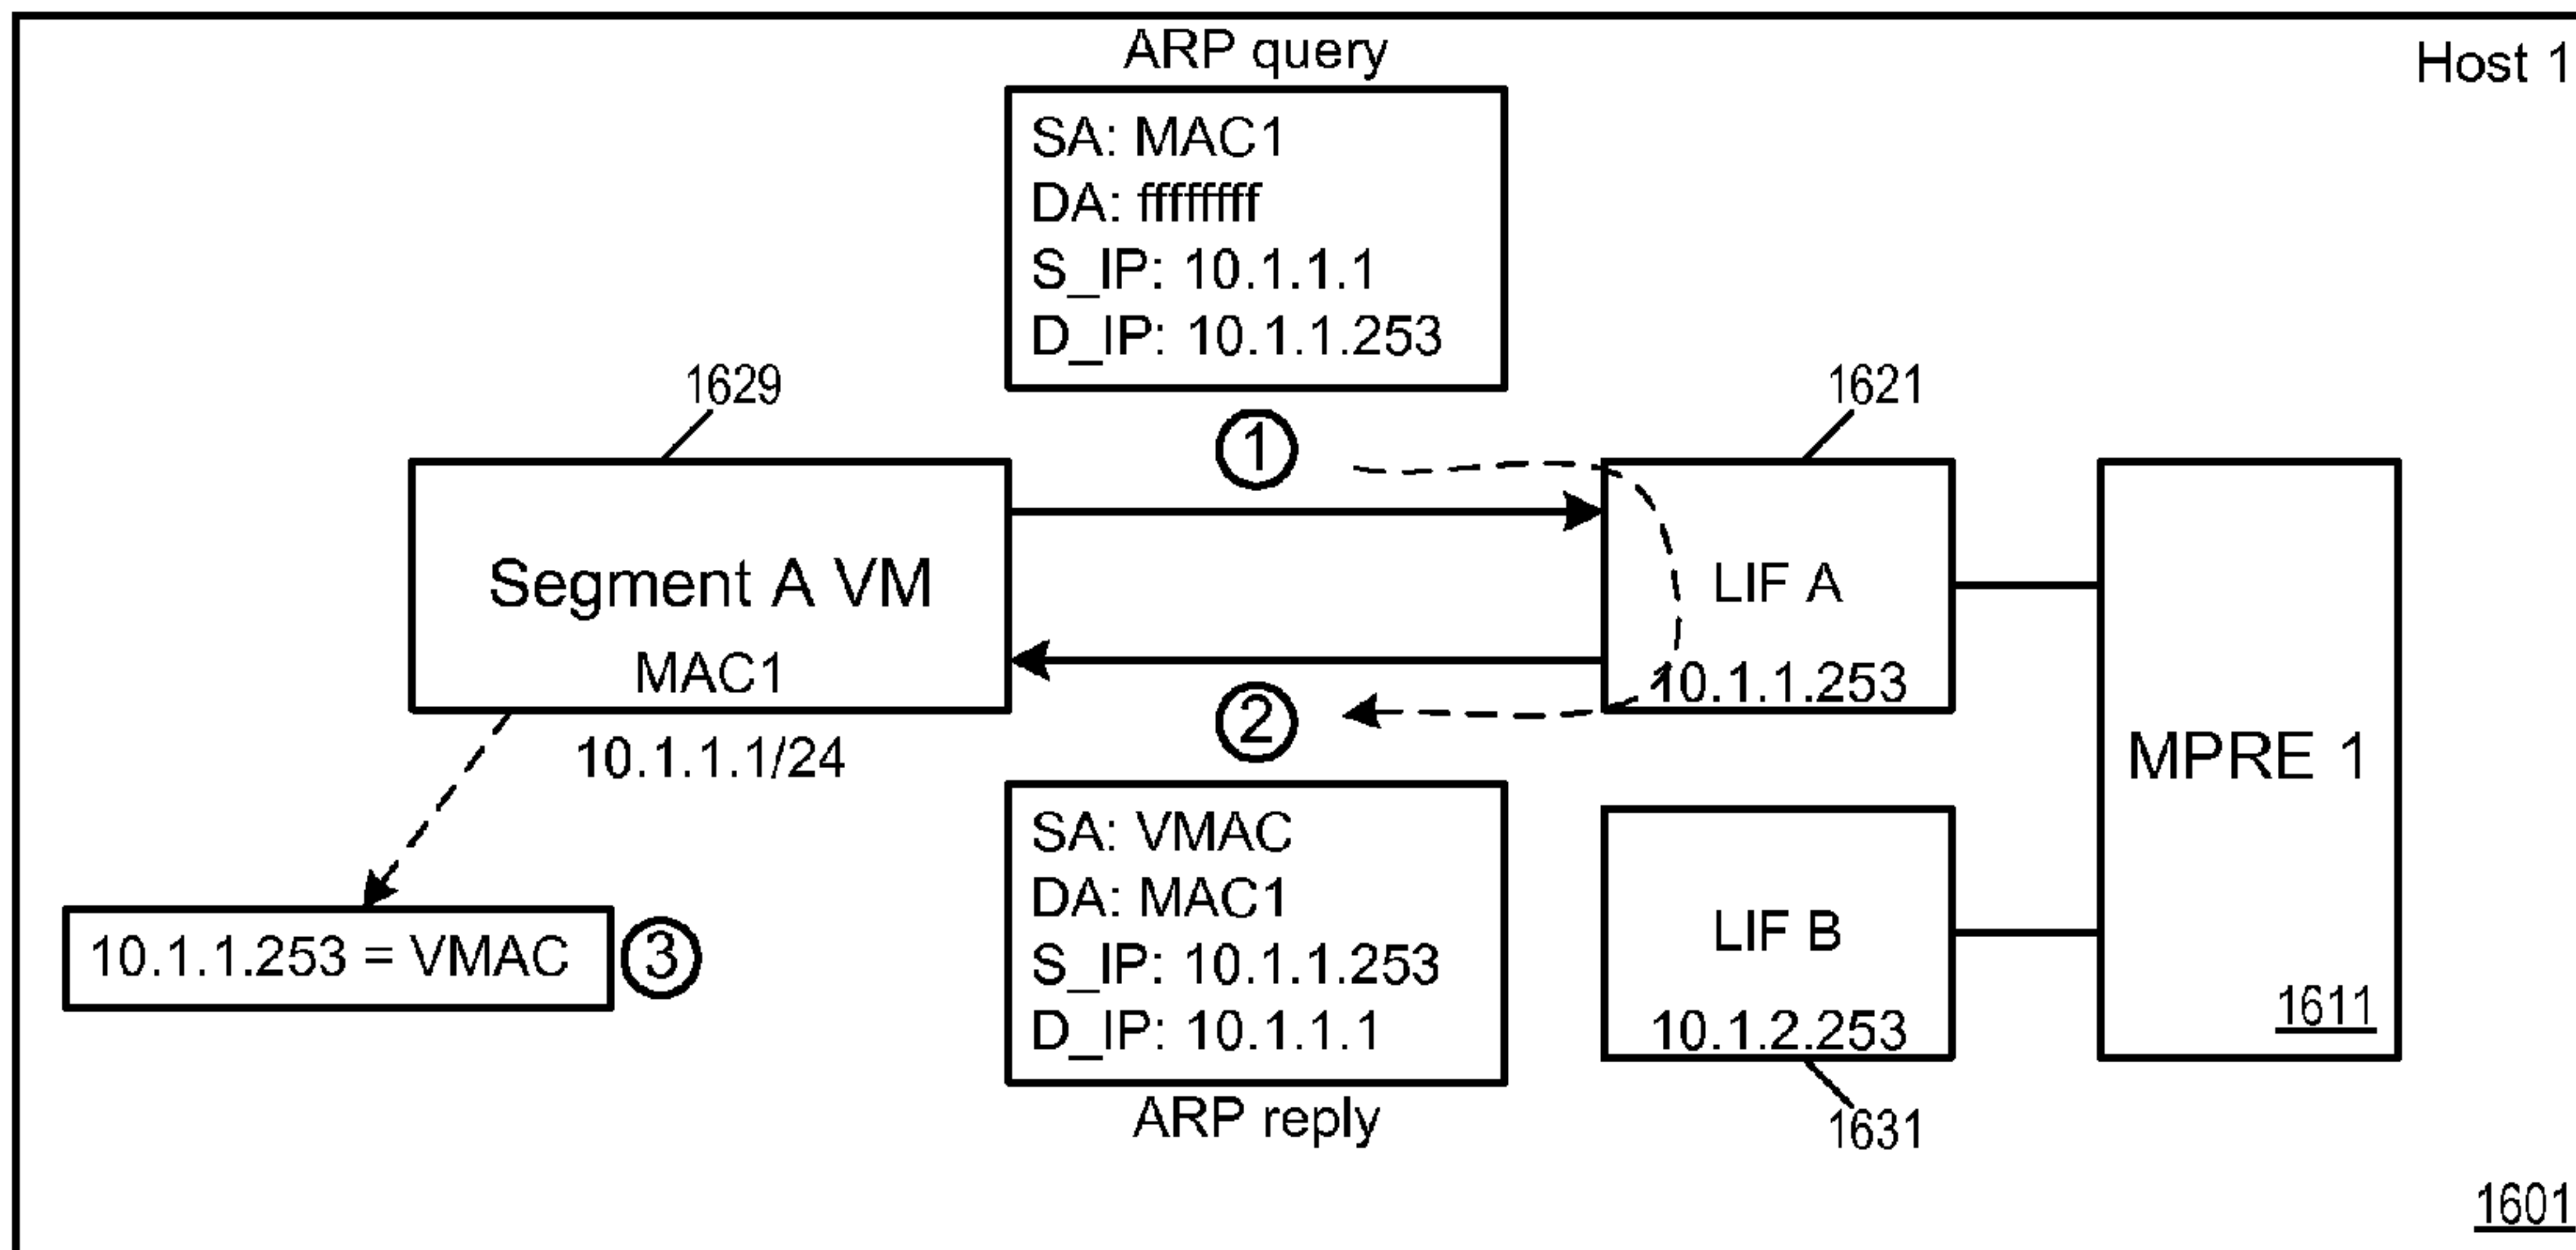 ARP query
Host 1
SA: MAC1
DA: fffffffff
S_IP: 10.1.1.1
D_IP: 10.1.1.253
1629
1621
1
Segment A VM
MAC1
10.1.1.1/24
LIF A
10.1.1.253
MPRE 1
1611
2
SA: VMAC
DA: MAC1
S_IP: 10.1.1.253
D_IP: 10.1.1.1
ARP reply
10.1.1.253 = VMAC
3
LIF B
10.1.2.253
1631
1601